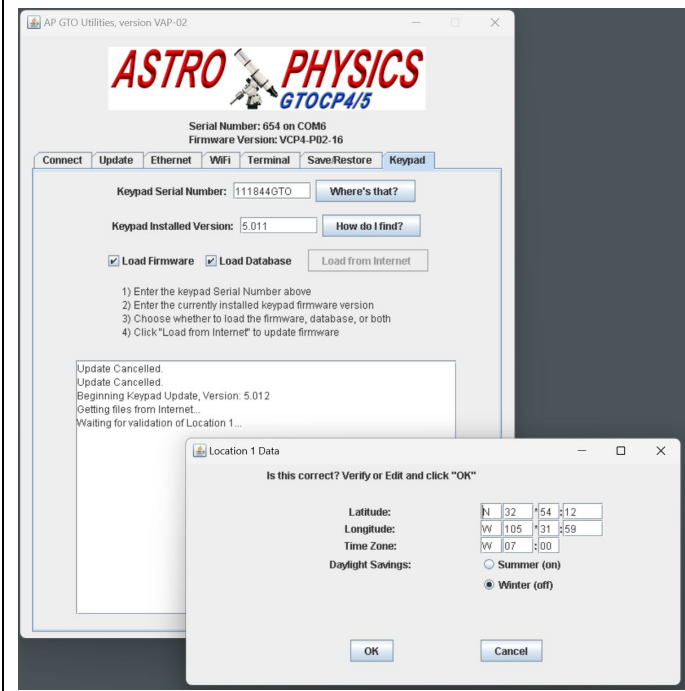 AP GTO Utilities, version VAP-02
ASTRO PHYSICS
GTOCP4/5
Serial Number: 654 on COM6
Firmware Version: VCP4-P02-16
Connect Update Ethernet WiFi Terminal Save/Restore Keypad
Keypad Serial Number: 111844GTO Where's that?
Keypad Installed Version: 5.011 How do I find?
Load Firmware Load Database Load from Internet
1) Enter the keypad Serial Number above
2) Enter the currently installed keypad firmware version
3) Choose whether to load the firmware, database, or both
4) Click "Load from Internet" to update firmware
Update Cancelled.
Update Cancelled.
Beginning Keypad Update, Version: 5.012
Getting files from Internet...
Waiting for validation of Location 1...
Location 1 Data
Is this correct? Verify or Edit and click "OK"
Latitude: N 32 * 54 : 12
Longitude: W 105 * 31 : 59
Time Zone: W 07 : 00
Daylight Savings: Summer (on)
Winter (off)
OK Cancel